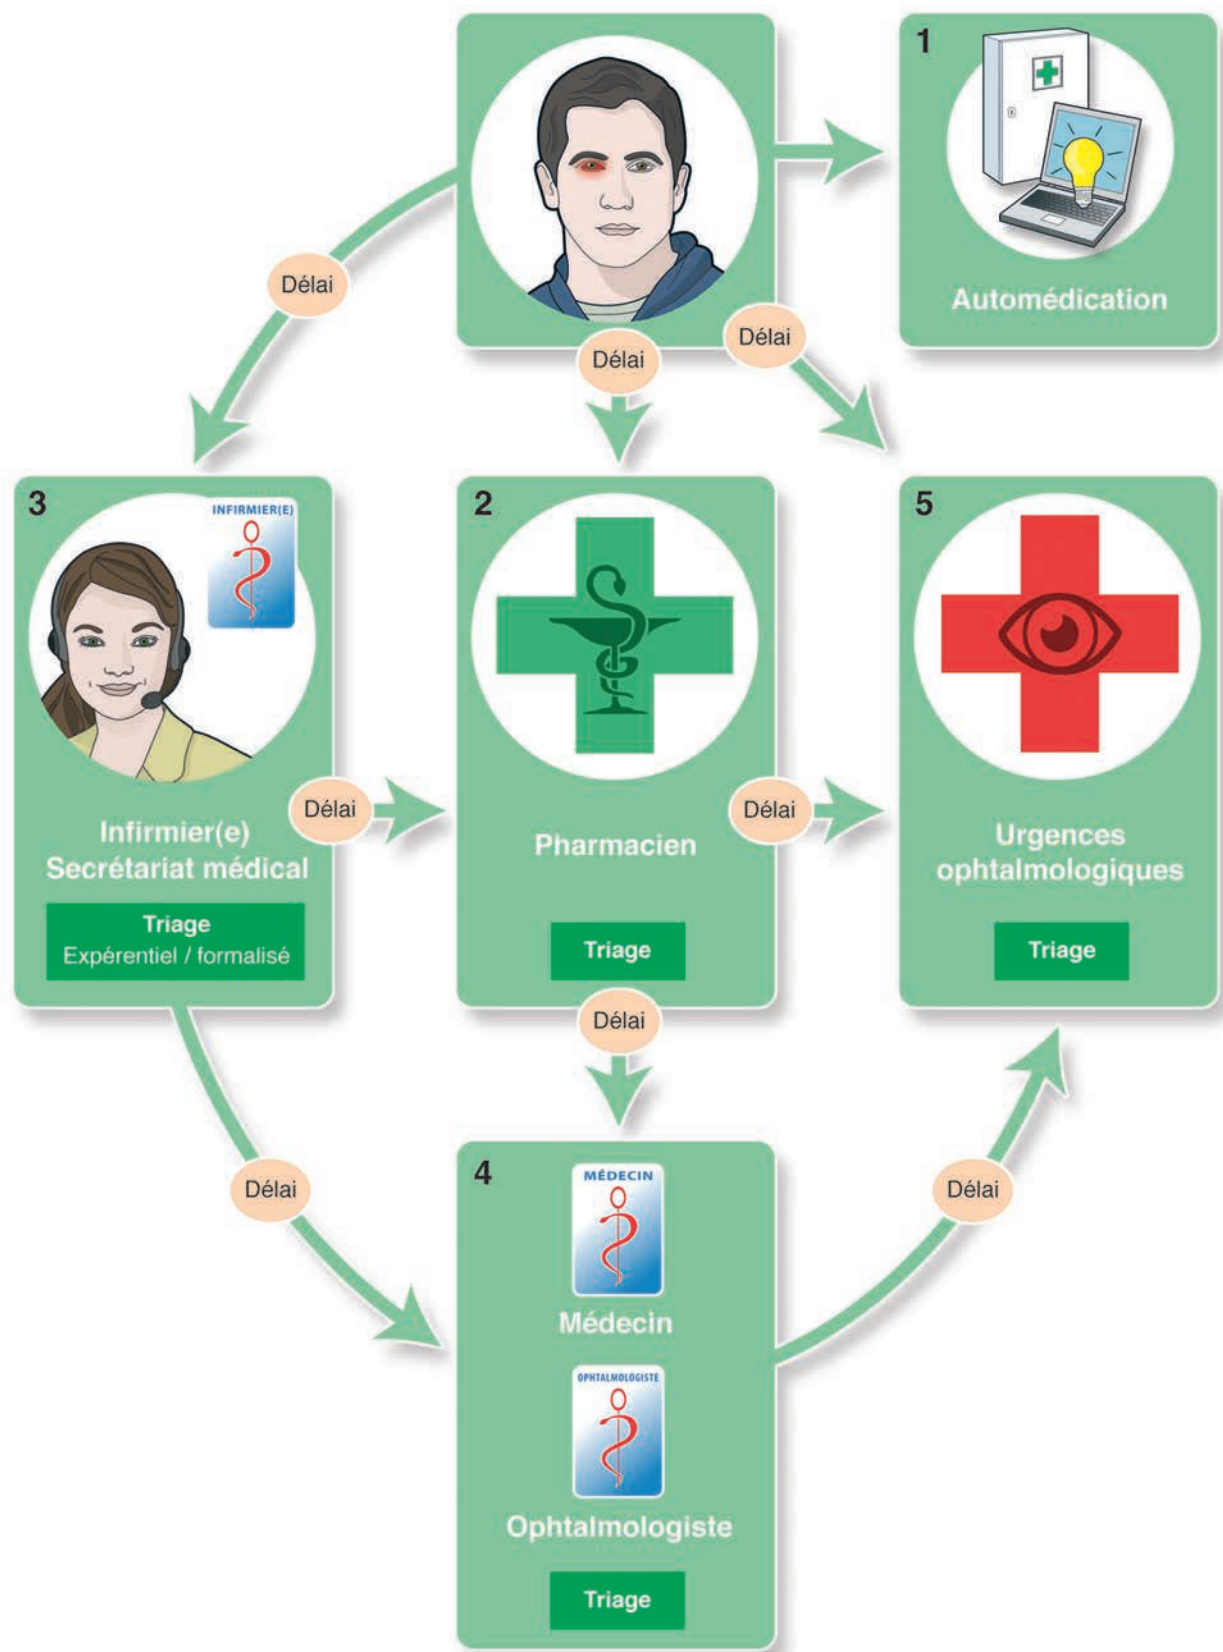 1
Automédication
Délai
Délai
Délai
3
INFIRMIER(E)
Infirmier(e)
Secrétariat médical
Triage
Expérentiel / formalisé
Délai
2
Pharmacien
Triage
Délai
5
Urgences
ophtalmologiques
Triage
Délai
Délai
4
MÉDECIN
Médecin
OPHTALMOLOGISTE
Ophtalmologiste
Triage
Délai